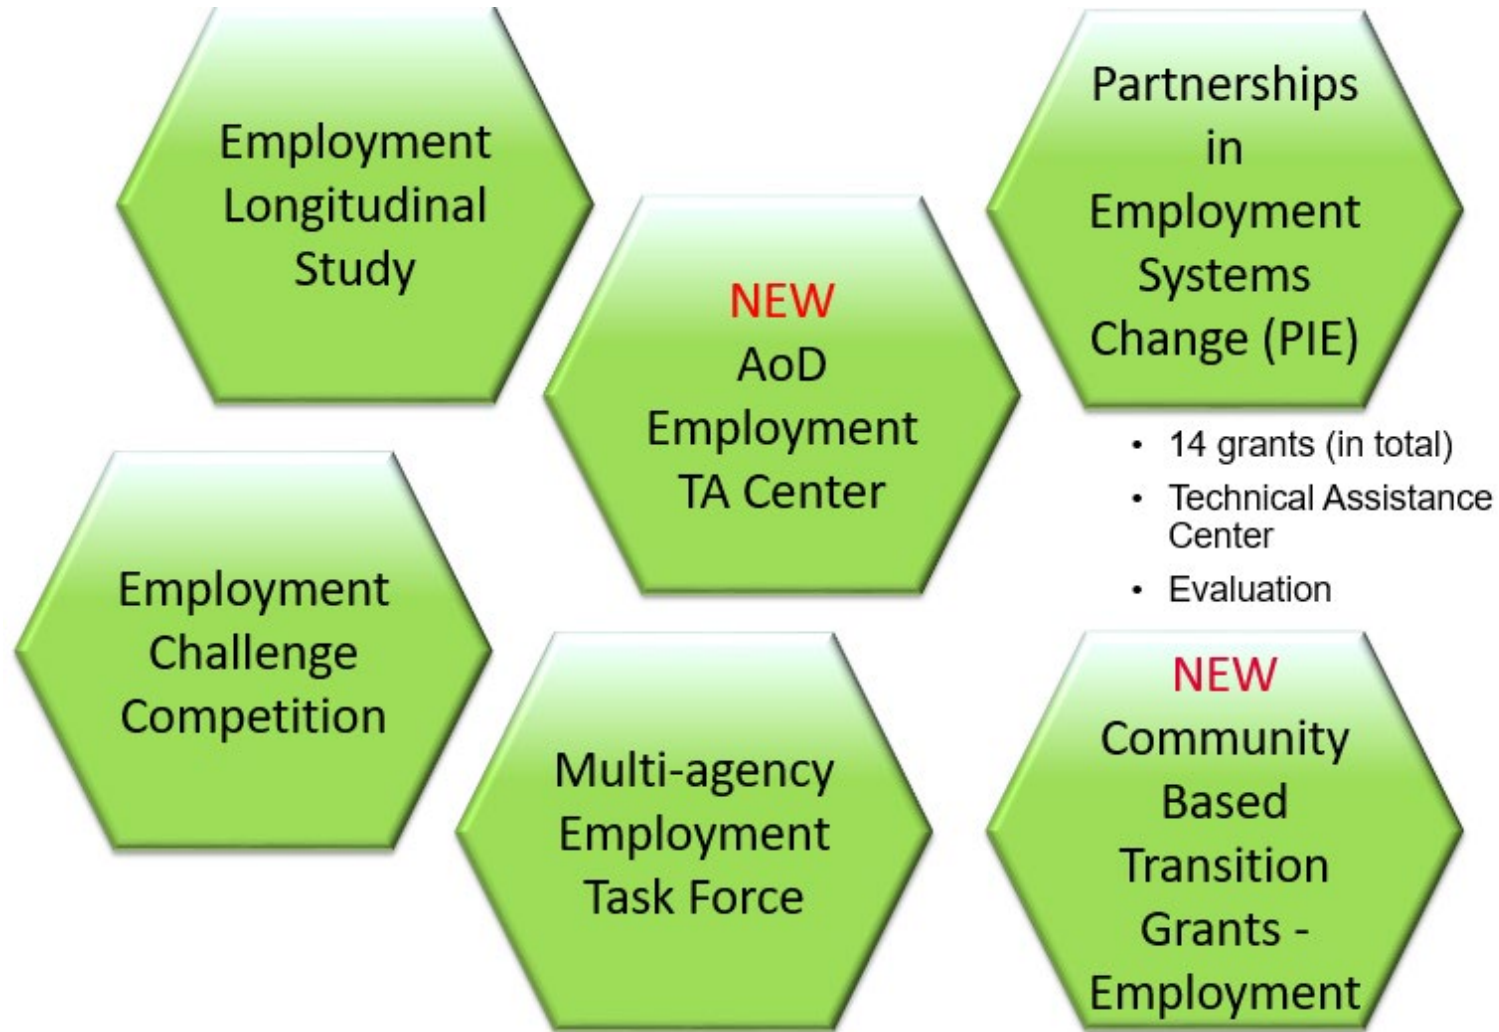 Employment
Longitudinal
Study
NEW
AoD
Employment
TA Center
Partnerships
in
Employment
Systems
Change (PIE)
• 14 grants (in total)
• Technical Assistance
Center
• Evaluation
Employment
Challenge
Competition
Multi-agency
Employment
Task Force
NEW
Community
Based
Transition
Grants -
Employment